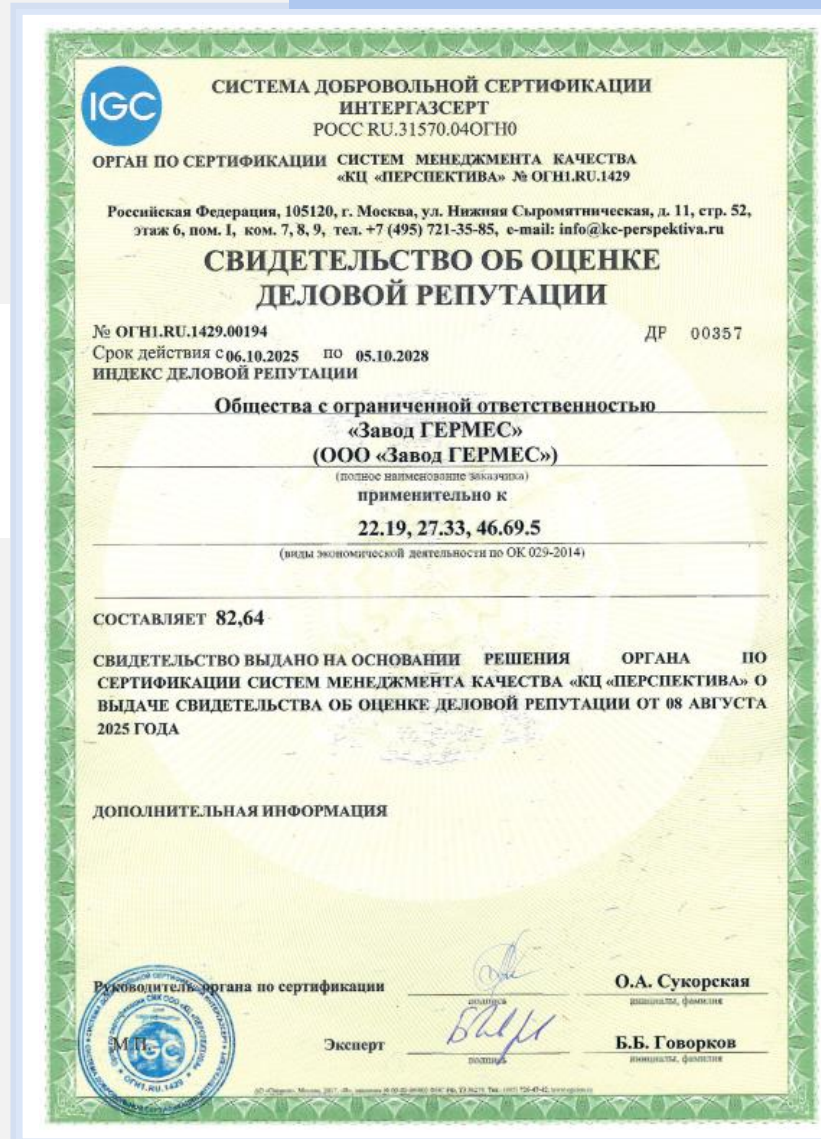 IGC
СИСТЕМА ДОБРОВОЛЬНОЙ СЕРТИФИКАЦИИ
ИНТЕРГАЗСЕРТ
РОСС RU.31570.04ОГН0
ОРГАН ПО СЕРТИФИКАЦИИ СИСТЕМ МЕНЕДЖМЕНТА КАЧЕСТВА
«КЦ «ПЕРСПЕКТИВА» № ОГН1.RU.1429
Российская Федерация, 105120, г. Москва, ул. Нижняя Сыромятническая, д. 11, стр. 52,
этаж 6, пом. I, ком. 7, 8, 9, тел. +7 (495) 721-35-85, e-mail: info@kc-perspektiva.ru
СВИДЕТЕЛЬСТВО ОБ ОЦЕНКЕ
ДЕЛОВОЙ РЕПУТАЦИИ
№ ОГН1.RU.1429.00194 ДР 00357
Срок действия с 06.10.2025 по 05.10.2028
ИНДЕКС ДЕЛОВОЙ РЕПУТАЦИИ
Общества с ограниченной ответственностью
«Завод ГЕРМЕС»
(ООО «Завод ГЕРМЕС»)
(полное наименование заказчика)
применительно к
22.19, 27.33, 46.69.5
(виды экономической деятельности по ОК 029-2014)
СОСТАВЛЯЕТ 82,64
СВИДЕТЕЛЬСТВО ВЫДАНО НА ОСНОВАНИИ РЕШЕНИЯ ОРГАНА ПО
СЕРТИФИКАЦИИ СИСТЕМ МЕНЕДЖМЕНТА КАЧЕСТВА «КЦ «ПЕРСПЕКТИВА» О
ВЫДАЧЕ СВИДЕТЕЛЬСТВА ОБ ОЦЕНКЕ ДЕЛОВОЙ РЕПУТАЦИИ ОТ 08 АВГУСТА
2025 ГОДА
ДОПОЛНИТЕЛЬНАЯ ИНФОРМАЦИЯ
Руководитель органа по сертификации О.А. Сукорская
подпись инициалы, фамилия
М.П. Эксперт Б.Б. Говорков
подпись инициалы, фамилия
IGC
ОГН1.RU.1429